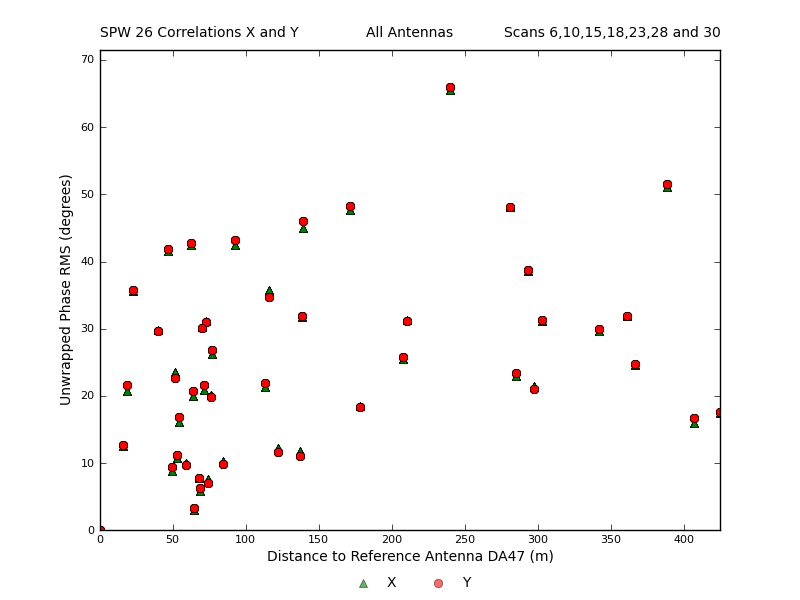 SPW 26 Correlations X and Y All Antennas Scans 6,10,15,18,23,28 and 30
70
60
50
40
30
20
10
0
Unwrapped Phase RMS (degrees)
0 50 100 150 200 250 300 350 400
Distance to Reference Antenna DA47 (m)
X Y